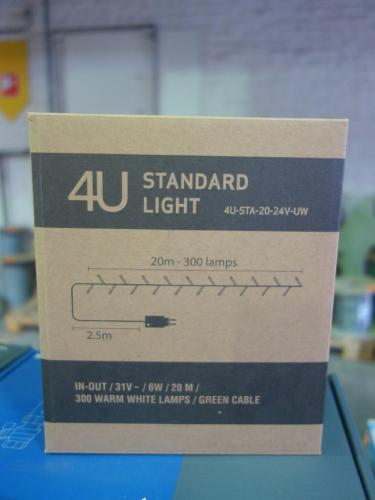 4U STANDARD
LIGHT 4U-STA-20-24V-UW
20m - 300 lamps
2.5m
IN-OUT / 31V~ / 6W / 20 M /
300 WARM WHITE LAMPS / GREEN CABLE